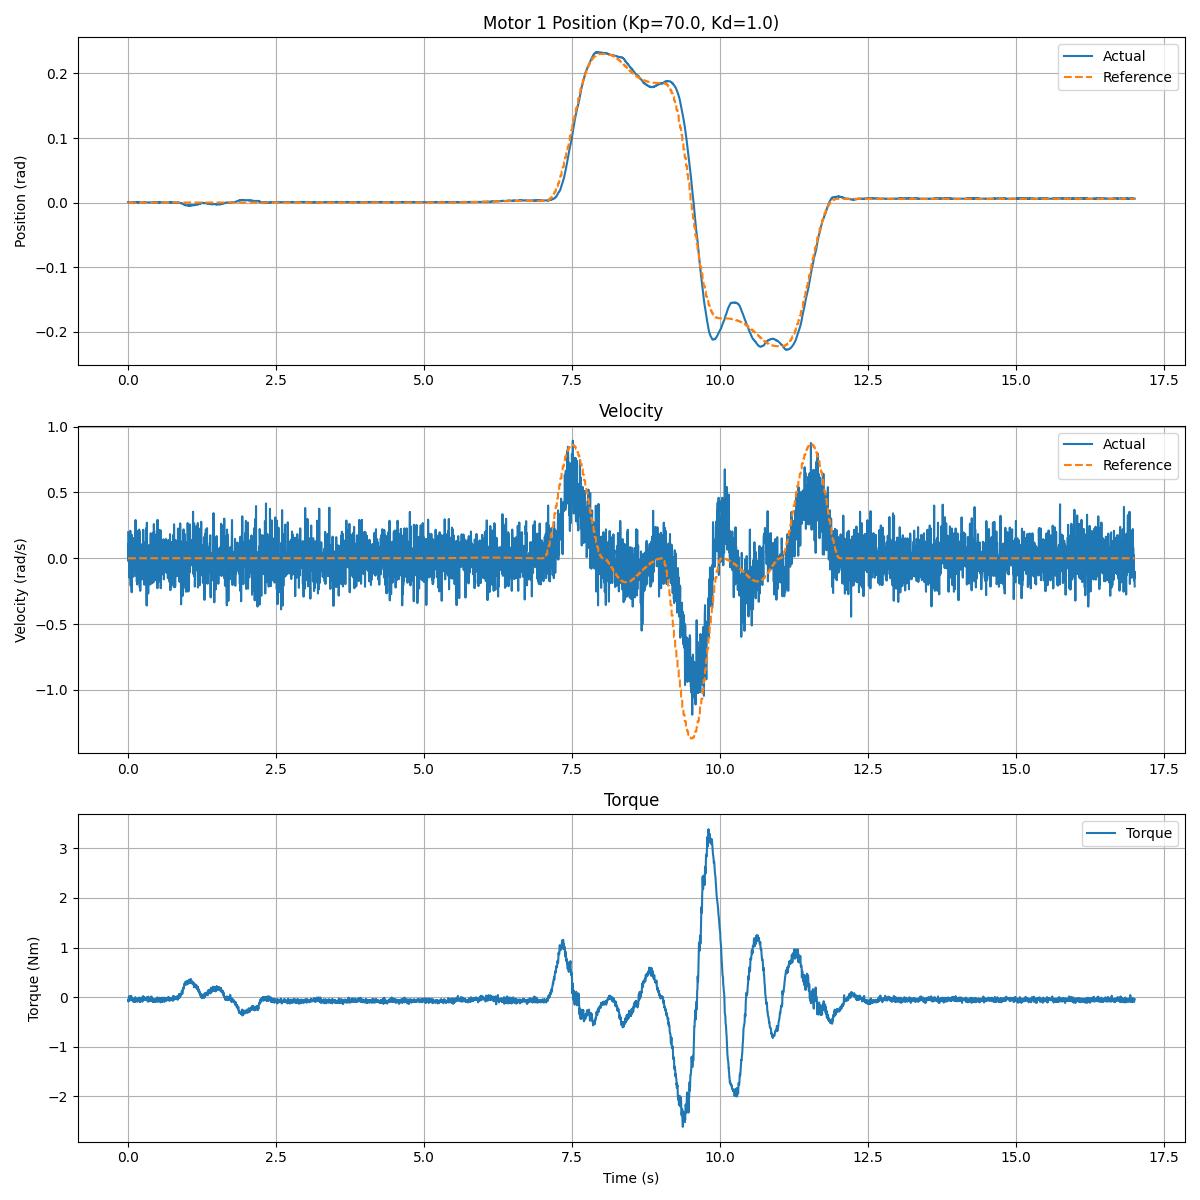 Motor 1 Position (Kp=70.0, Kd=1.0)
Actual
Reference
Position (rad)
0.2
0.1
0.0
−0.1
−0.2
0.0 2.5 5.0 7.5 10.0 12.5 15.0 17.5
Velocity
Actual
Reference
Velocity (rad/s)
1.0
0.5
0.0
−0.5
−1.0
0.0 2.5 5.0 7.5 10.0 12.5 15.0 17.5
Torque
Torque
Torque (Nm)
3
2
1
0
−1
−2
0.0 2.5 5.0 7.5 10.0 12.5 15.0 17.5
Time (s)